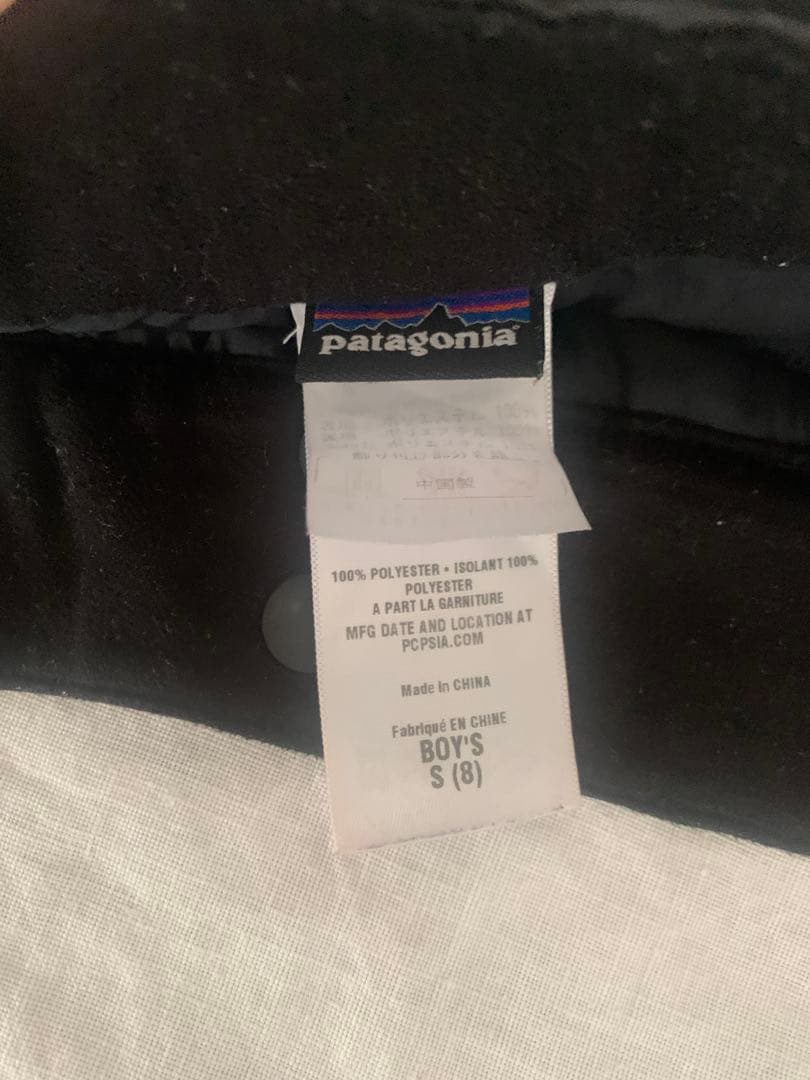 patagonia®
中国製
100% POLYESTER • ISOLANT 100%
POLYESTER
A PART LA GARNITURE
MFG DATE AND LOCATION AT
PCPSIA.COM
Made in CHINA
Fabriqué EN CHINE
BOY'S
S (8)